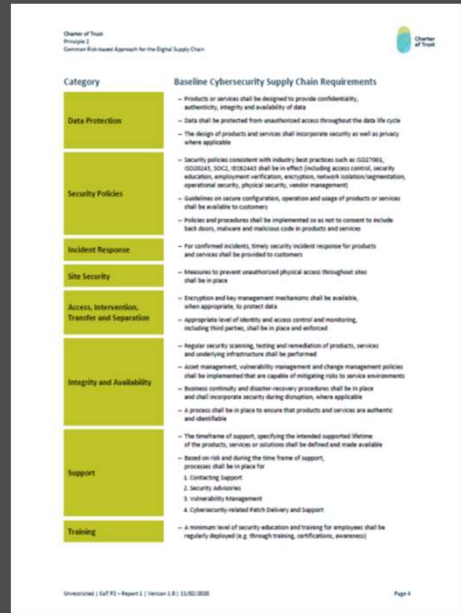 Charter of Trust
Principle 2
Common Risk-based Approach for the Digital Supply Chain
Charter
of Trust
Category
Baseline Cybersecurity Supply Chain Requirements
Data Protection
– Products or services shall be designed to provide confidentiality,
authenticity, integrity and availability of data
– Data shall be protected from unauthorized access throughout the data life cycle
– The design of products and services shall incorporate security as well as privacy
where applicable
Security Policies
– Security policies consistent with industry best practices such as ISO27001,
ISO20243, SOC2, IEC62443 shall be in effect (including access control, security
education, employment verification, encryption, network isolation/segmentation,
operational security, physical security, vendor management)
– Guidelines on secure configuration, operation and usage of products or services
shall be available to customers
– Policies and procedures shall be implemented so as not to consent to include
back doors, malware and malicious code in products and services
Incident Response
– For confirmed incidents, timely security incident response for products
and services shall be provided to customers
Site Security
– Measures to prevent unauthorized physical access throughout sites
shall be in place
Access, Intervention,
Transfer and Separation
– Encryption and key management mechanisms shall be available,
when appropriate, to protect data
– Appropriate level of identity and access control and monitoring,
including third parties, shall be in place and enforced
Integrity and Availability
– Regular security scanning, testing and remediation of products, services
and underlying infrastructure shall be performed
– Asset management, vulnerability management and change management policies
shall be implemented that are capable of mitigating risks to service environments
– Business continuity and disaster-recovery procedures shall be in place
and shall incorporate security during disruption, where applicable
– A process shall be in place to ensure that products and services are authentic
and identifiable
Support
– The timeframe of support, specifying the intended supported lifetime
of the products, services or solutions shall be defined and made available
– Based on risk and during the time frame of support,
processes shall be in place for
1. Contacting Support
2. Security Advisories
3. Vulnerability Management
4. Cybersecurity-related Patch Delivery and Support
Training
– A minimum level of security education and training for employees shall be
regularly deployed (e.g. through training, certifications, awareness)
Unrestricted | CoT P2 – Report 1 | Version 1.0 | 11/02/2020
Page 4